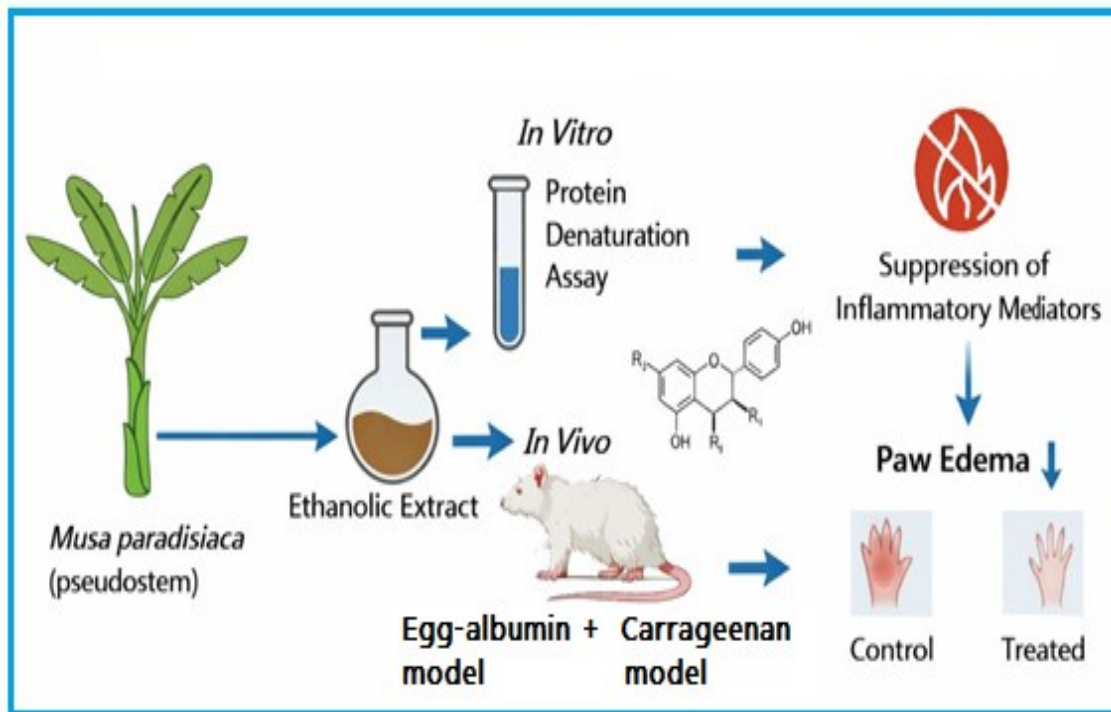 In Vitro
Protein
Denaturation
Assay
Suppression of
Inflammatory Mediators
OH
O
R
OH
R
R
In Vivo
Ethanolic Extract
Paw Edema
Musa paradisiaca
(pseudostem)
Egg-albumin + Carrageenan
model model
Control Treated